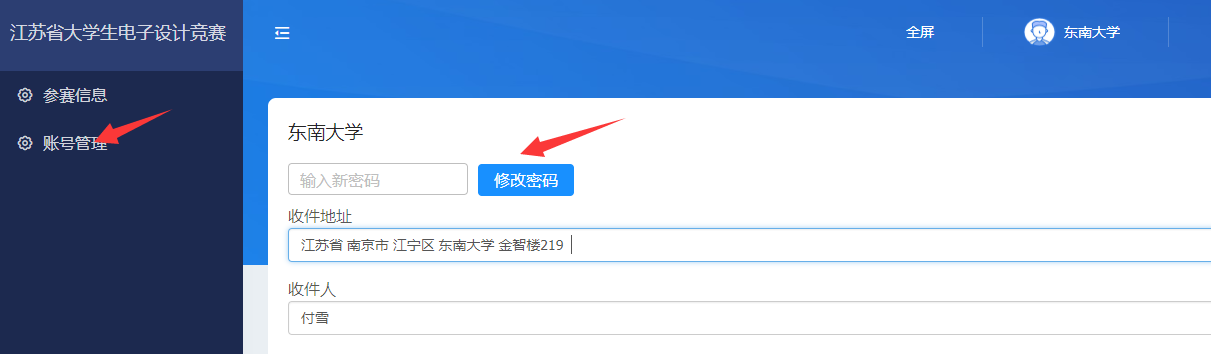 江苏省大学生电子设计竞赛
全屏
东南大学
参赛信息
账号管理
东南大学
输入新密码
修改密码
收件地址
江苏省 南京市 江宁区 东南大学 金智楼219
收件人
付雪